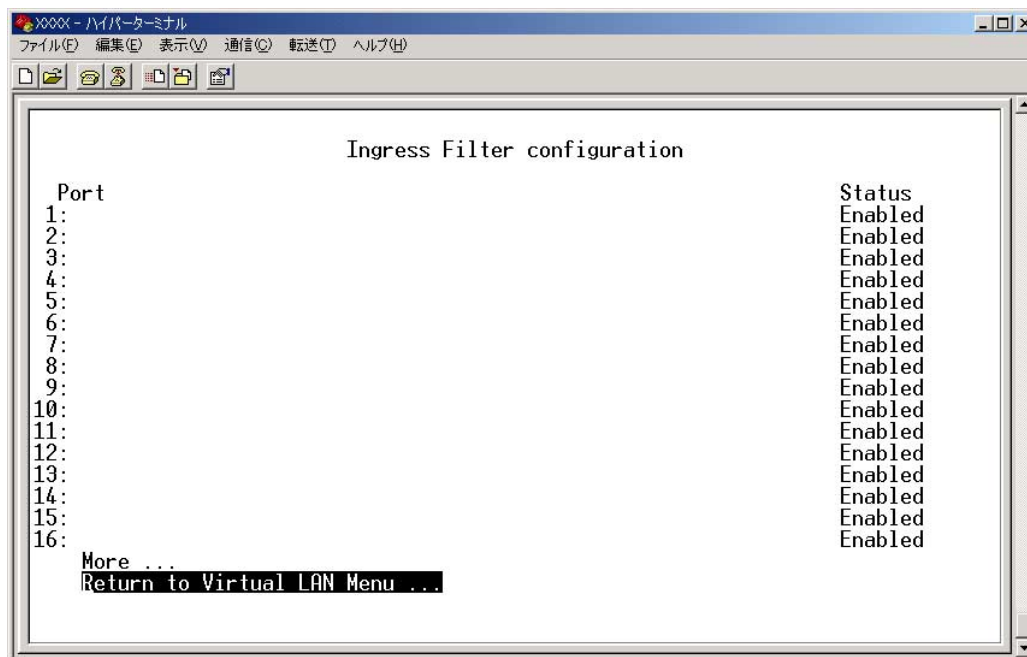 XXXX - ハイパーターミナル
ファイル(F) 編集(E) 表示(V) 通信(C) 転送(T) ヘルプ(H)
Ingress Filter configuration
Port Status
1: Enabled
2: Enabled
3: Enabled
4: Enabled
5: Enabled
6: Enabled
7: Enabled
8: Enabled
9: Enabled
10: Enabled
11: Enabled
12: Enabled
13: Enabled
14: Enabled
15: Enabled
16: Enabled
More ...
Return to Virtual LAN Menu ...